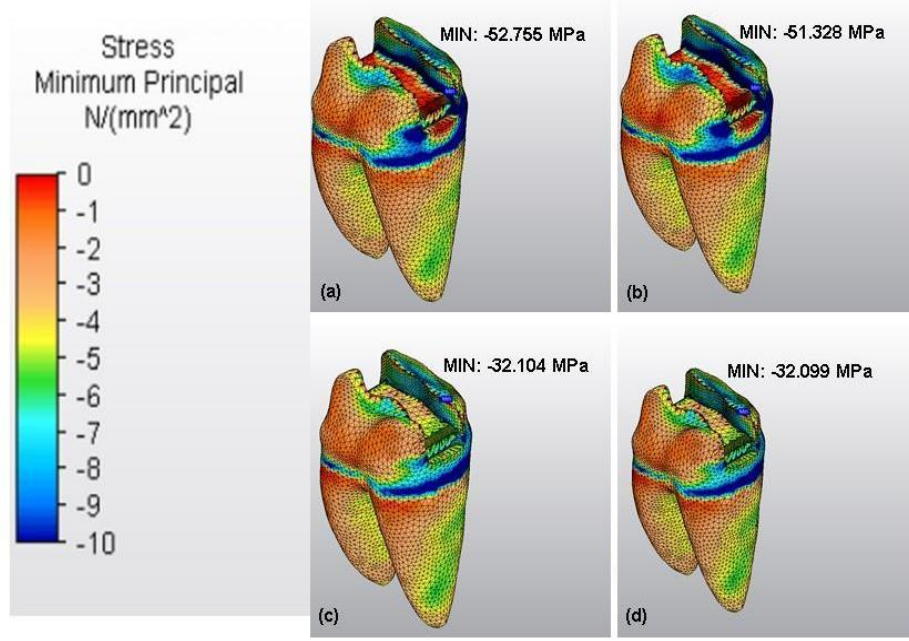 Stress
Minimum Principal
N/(mm^2)
0
-1
-2
-3
-4
-5
-6
-7
-8
-9
-10
MIN: -52.755 MPa
(a)
MIN: -51.328 MPa
(b)
MIN: -32.104 MPa
(c)
MIN: -32.099 MPa
(d)